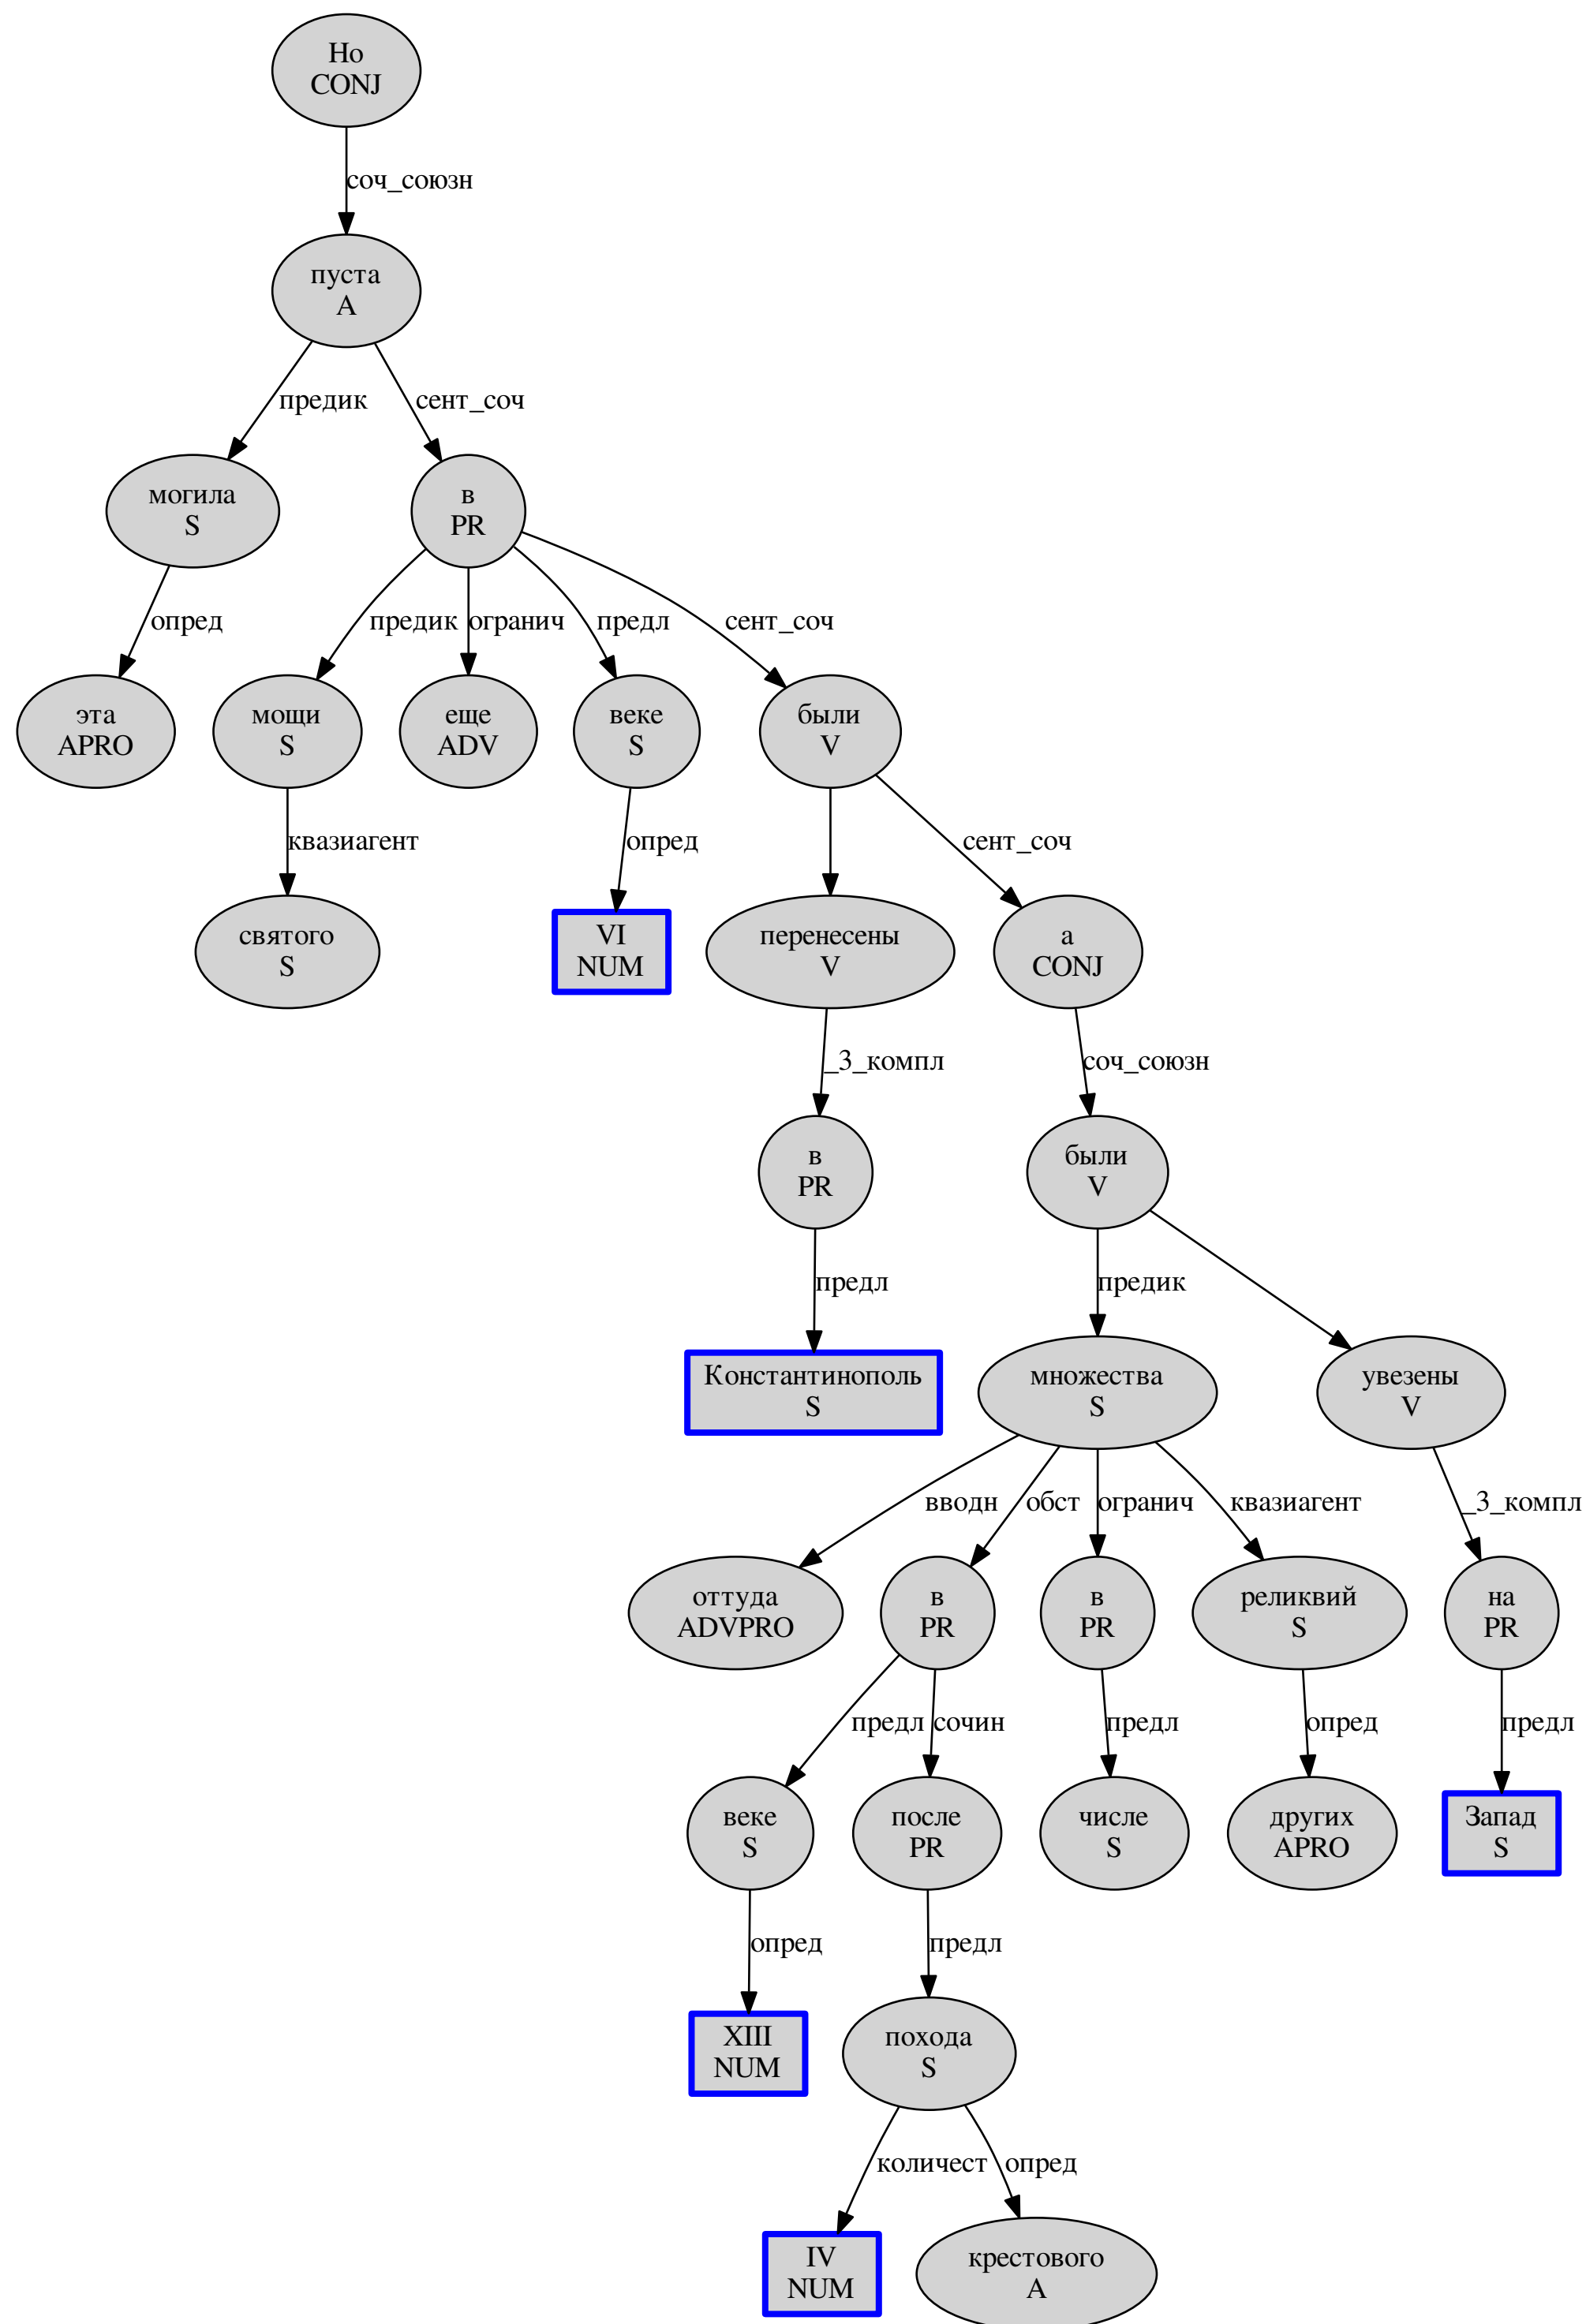 Но
CONJ
соч_союзн
пуста
A
предик
сент_соч
могила
S
в
PR
опред
предик
огранич
предл
сент_соч
эта
APRO
мощи
S
еще
ADV
веке
S
были
V
квазиагент
опред
сент_соч
святого
S
VI
NUM
перенесены
V
а
CONJ
_3_компл
соч_союзн
в
PR
были
V
предл
предик
Константинополь
S
множества
S
увезены
V
вводн
обст
огранич
квазиагент
_3_компл
оттуда
ADVPRO
в
PR
в
PR
реликвий
S
на
PR
предл
сочин
предл
опред
предл
веке
S
после
PR
числе
S
других
APRO
Запад
S
опред
предл
XIII
NUM
похода
S
количест
опред
IV
NUM
крестового
A